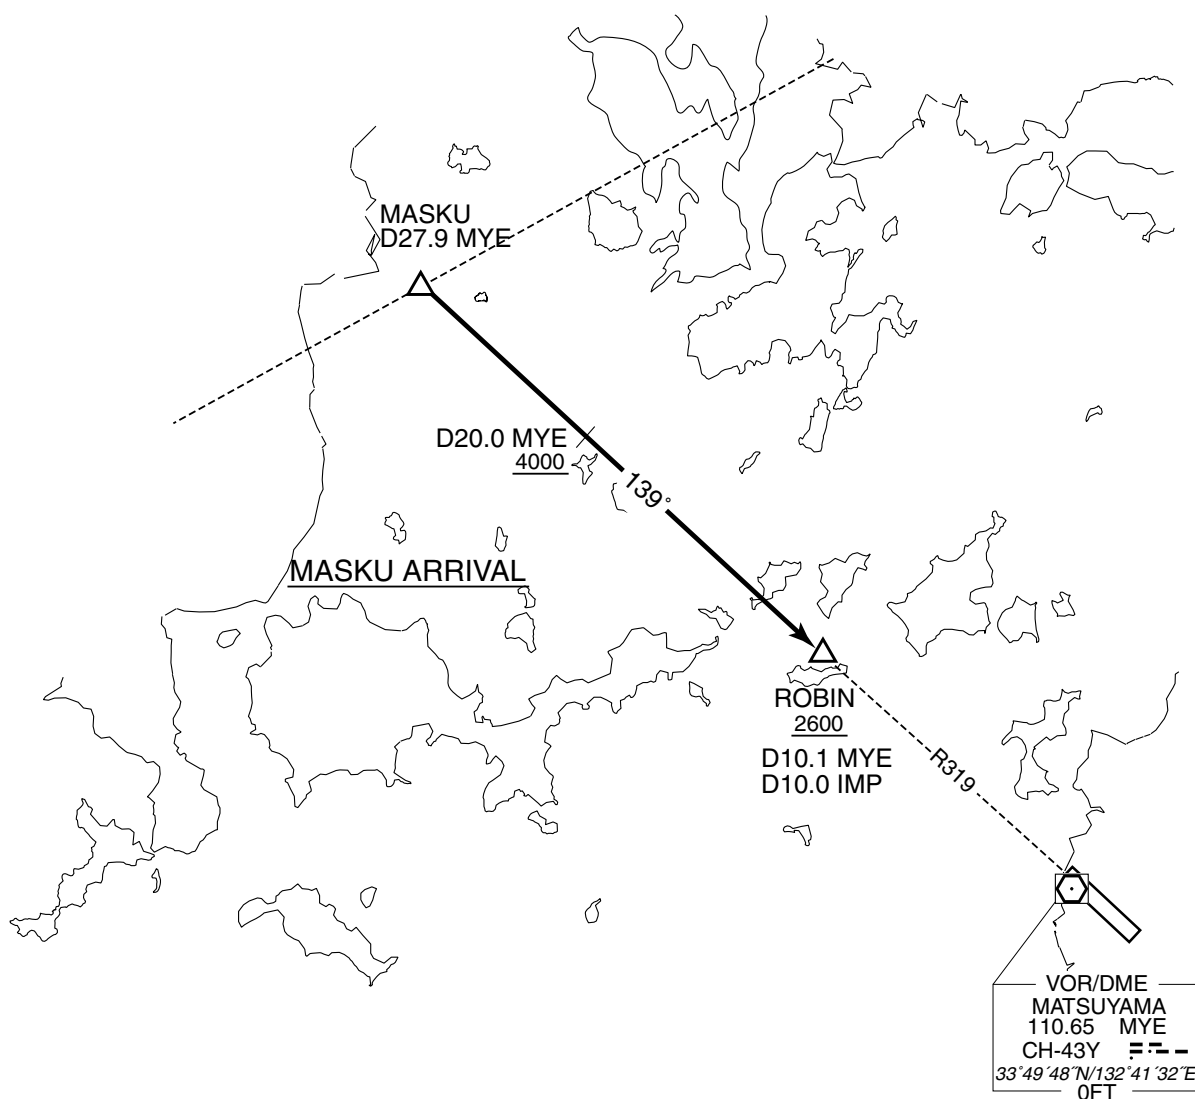 MASKU
D27.9 MYE
D20.0 MYE
4000
139°
MASKU ARRIVAL
ROBIN
2600
D10.1 MYE
D10.0 IMP
R319
VOR/DME
MATSUYAMA
110.65 MYE
CH-43Y
33°49´48˝N/132°41´32˝E
0FT